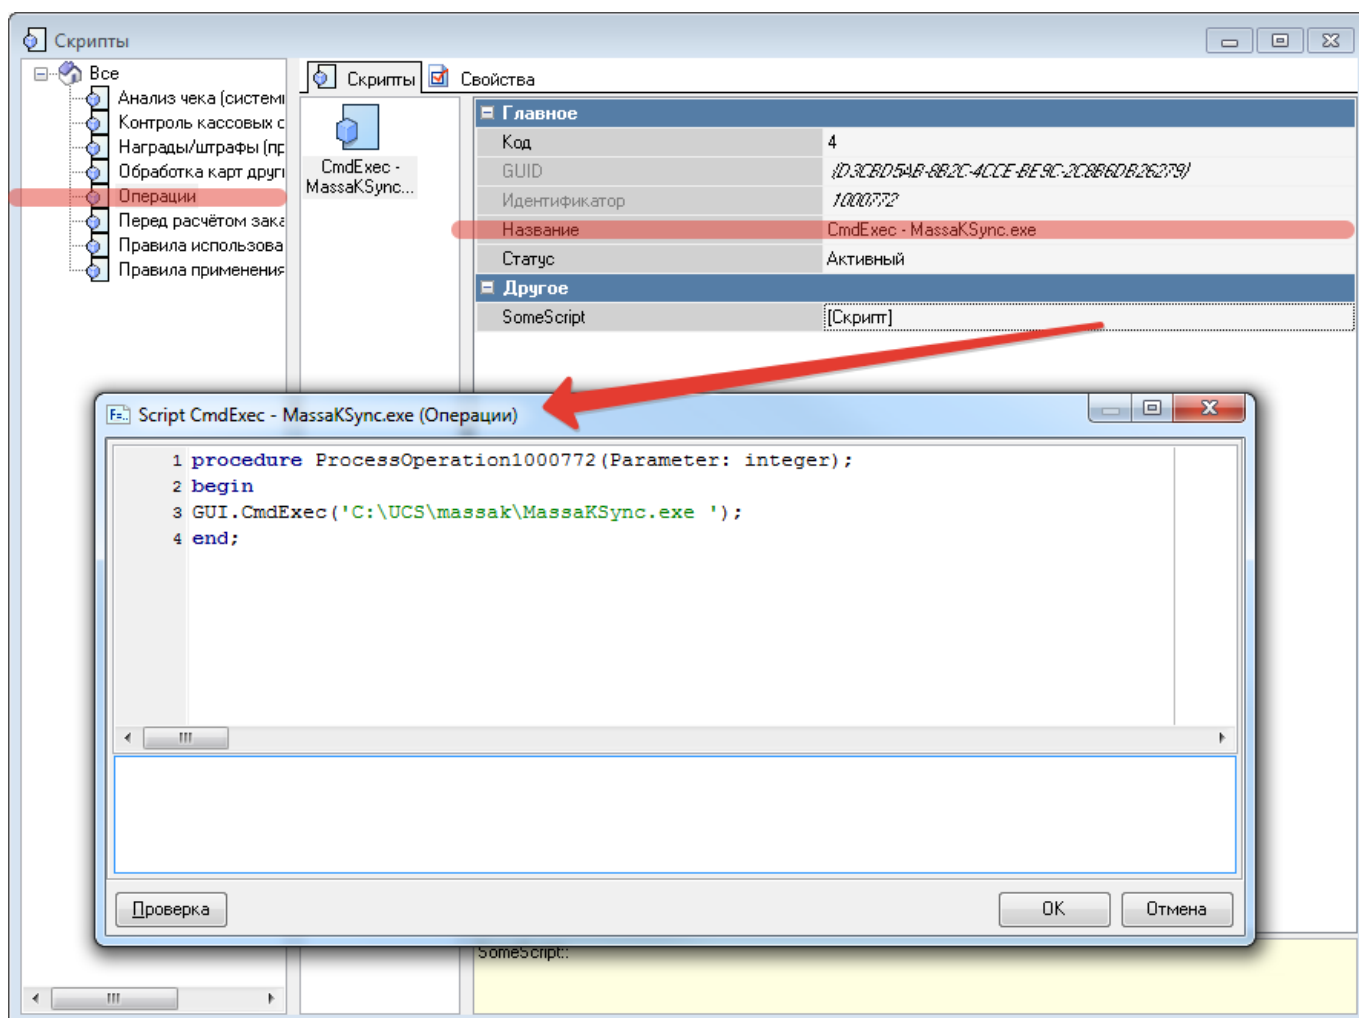 Скрипты
Все
Анализ чека (систем
Контроль кассовых с
Награды/штрафы (пр
Обработка карт друг
Операции
Перед расчётом зака
Правила использова
Правила применения
Скрипты Свойства
CmdExec -
MassaKSync...
Главное
Код 4
GUID {D3CBD5AB-8B2C-4CCE-BE9C-2C8B6DB26279}
Идентификатор 1000772
Название CmdExec - MassaKSync.exe
Статус Активный
Другое
SomeScript [Скрипт]
Script CmdExec - MassaKSync.exe (Операции)
1 procedure ProcessOperation1000772(Parameter: integer);
2 begin
3 GUI.CmdExec('C:\UCS\massak\MassaKSync.exe ');
4 end;
Проверка OK Отмена
SomeScript::